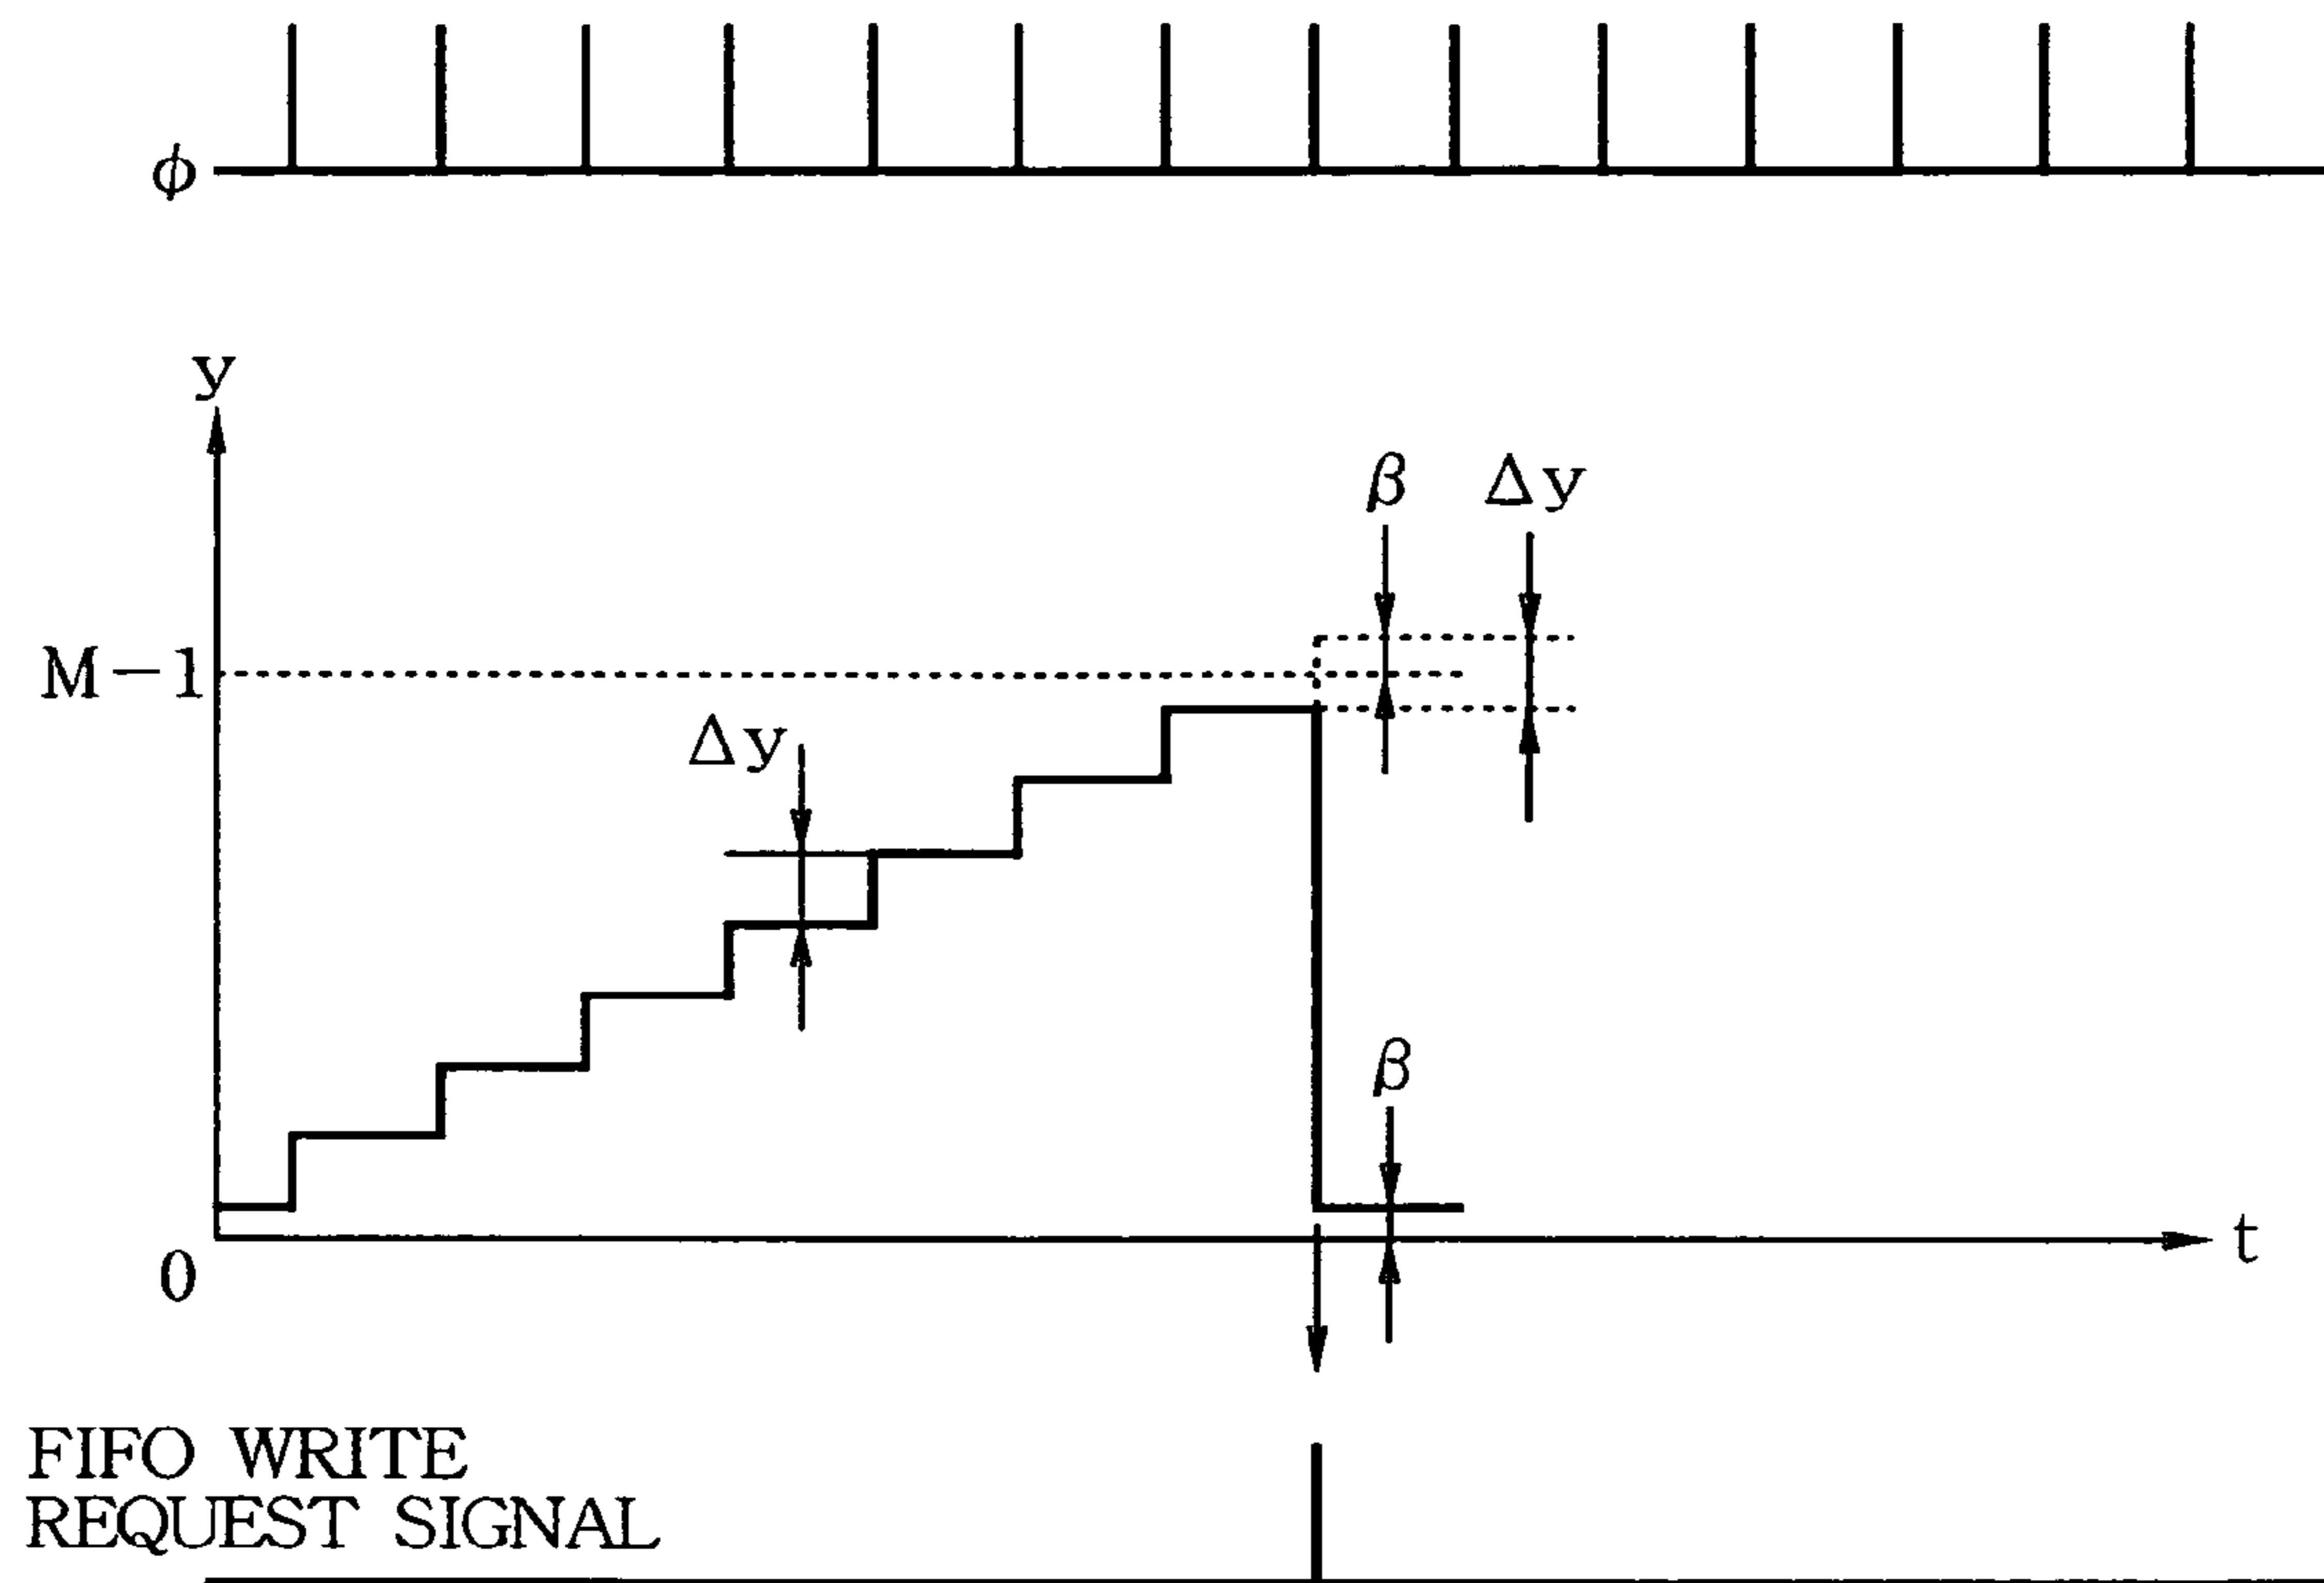 ϕ
y
β Δy
M−1
Δy
β
0
t
FIFO WRITE
REQUEST SIGNAL